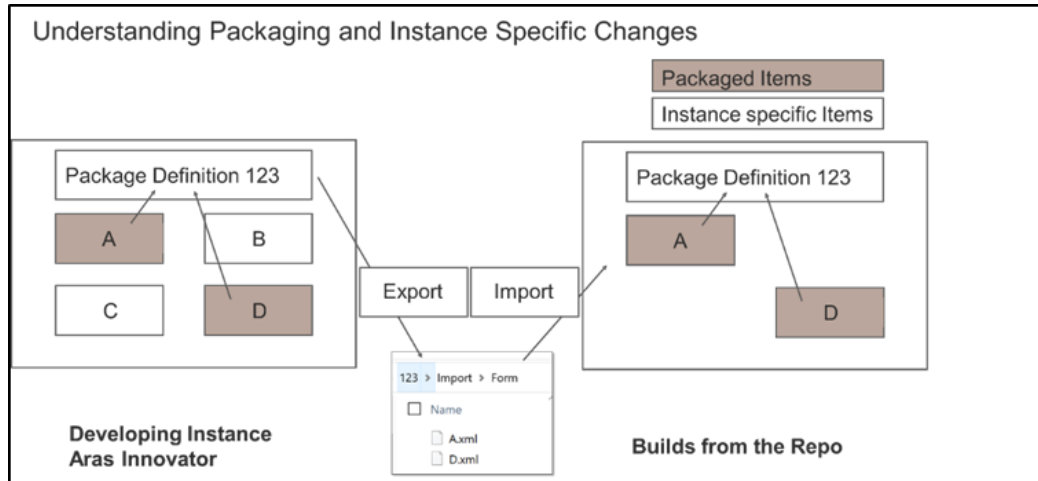 Understanding Packaging and Instance Specific Changes
Packaged Items
Instance specific Items
Package Definition 123
A
B
C
D
Export
Import
123 > Import > Form
Name
A.xml
D.xml
Package Definition 123
A
D
Developing Instance
Aras Innovator
Builds from the Repo